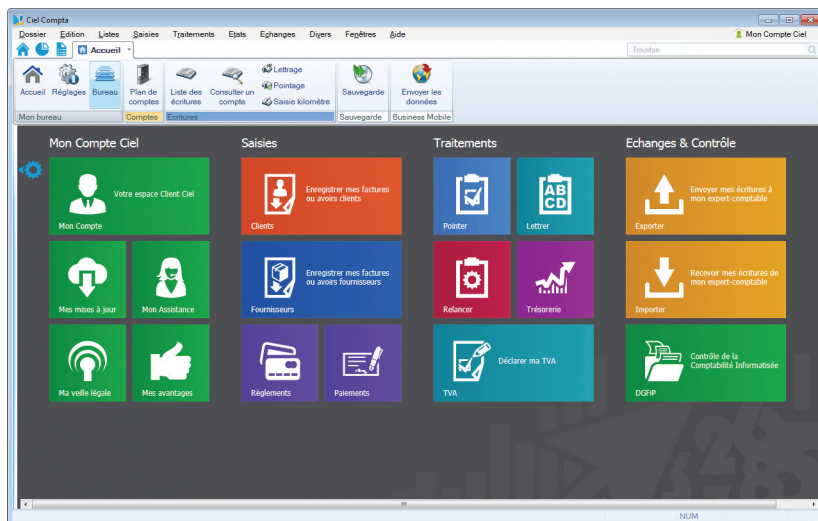 Ciel Compta
Dossier Edition Listes Saisies Traitements Etats Echanges Divers Fenêtres Aide
Mon Compte Ciel
Accueil
Trouvtoo
Accueil Réglages Bureau
Plan de
comptes
Liste des
écritures
Consulter un
compte
Lettrage
Pointage
Saisie kilomètre
Sauvegarde
Envoyer les
données
Mon bureau Comptes Ecritures Sauvegarde Business Mobile
Mon Compte Ciel
Votre espace Client Ciel
Mon Compte
Mes mises à jour
Mon Assistance
Ma veille légale
Mes avantages
Saisies
Enregistrer mes factures
ou avoirs clients
Clients
Enregistrer mes factures
ou avoirs fournisseurs
Fournisseurs
Règlements
Paiements
Traitements
Pointer
AB
CD
Lettrer
Relancer
Trésorerie
Déclarer ma TVA
TVA
Echanges & Contrôle
Envoyer mes écritures à
mon expert-comptable
Exporter
Recevoir mes écritures de
mon expert-comptable
Importer
Contrôle de la
Comptabilité Informatisée
DGFiP
NUM